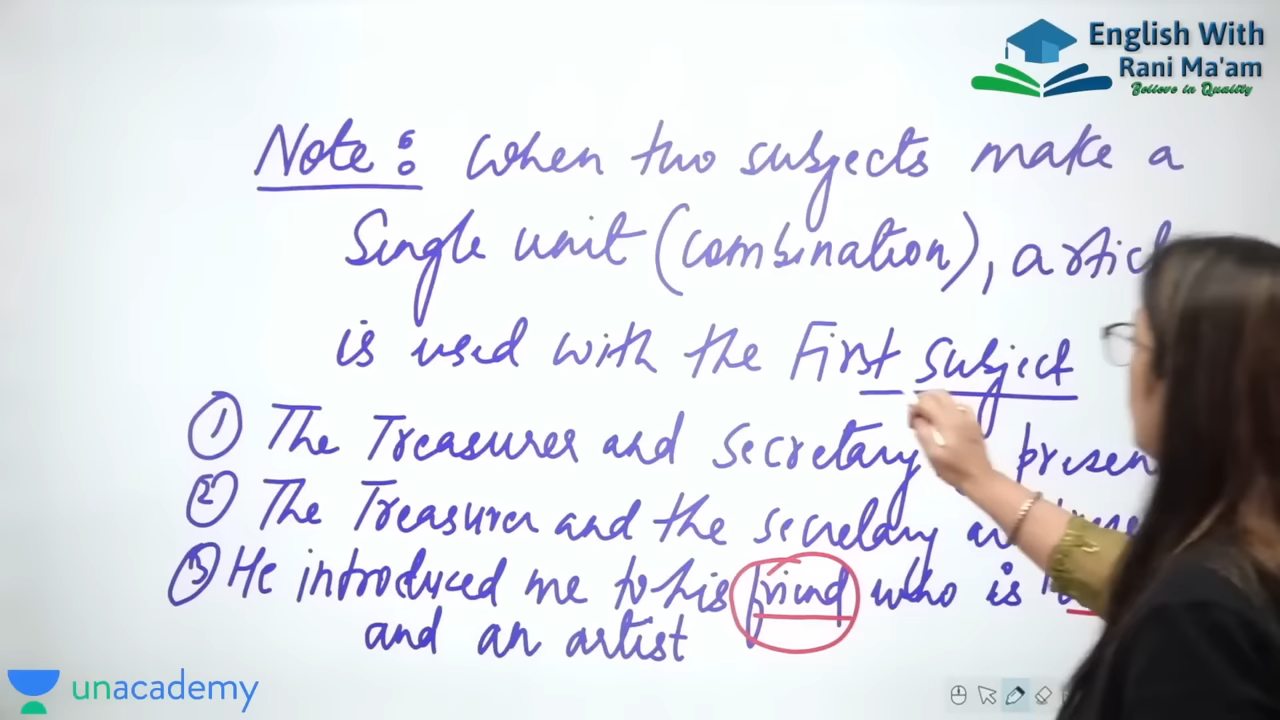 English With
Rani Ma'am
Believe in Quality
Note: When two subjects make a
Single unit (combination),
is used with the First subject
① The Treasurer and secretary
② The Treasurer and the secretary
③ He introduced me to his friend who is
and an artist
unacademy